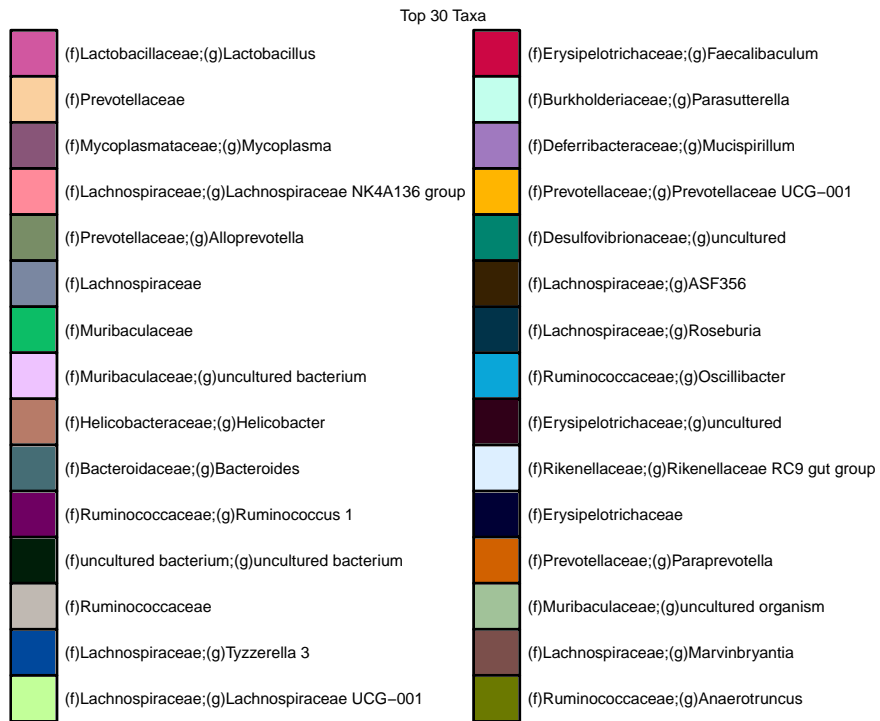 Top 30 Taxa
(f)Lactobacillaceae;(g)Lactobacillus
(f)Prevotellaceae
(f)Mycoplasmataceae;(g)Mycoplasma
(f)Lachnospiraceae;(g)Lachnospiraceae NK4A136 group
(f)Prevotellaceae;(g)Alloprevotella
(f)Lachnospiraceae
(f)Muribaculaceae
(f)Muribaculaceae;(g)uncultured bacterium
(f)Helicobacteraceae;(g)Helicobacter
(f)Bacteroidaceae;(g)Bacteroides
(f)Ruminococcaceae;(g)Ruminococcus 1
(f)uncultured bacterium;(g)uncultured bacterium
(f)Ruminococcaceae
(f)Lachnospiraceae;(g)Tyzzerella 3
(f)Lachnospiraceae;(g)Lachnospiraceae UCG−001
(f)Erysipelotrichaceae;(g)Faecalibaculum
(f)Burkholderiaceae;(g)Parasutterella
(f)Deferribacteraceae;(g)Mucispirillum
(f)Prevotellaceae;(g)Prevotellaceae UCG−001
(f)Desulfovibrionaceae;(g)uncultured
(f)Lachnospiraceae;(g)ASF356
(f)Lachnospiraceae;(g)Roseburia
(f)Ruminococcaceae;(g)Oscillibacter
(f)Erysipelotrichaceae;(g)uncultured
(f)Rikenellaceae;(g)Rikenellaceae RC9 gut group
(f)Erysipelotrichaceae
(f)Prevotellaceae;(g)Paraprevotella
(f)Muribaculaceae;(g)uncultured organism
(f)Lachnospiraceae;(g)Marvinbryantia
(f)Ruminococcaceae;(g)Anaerotruncus